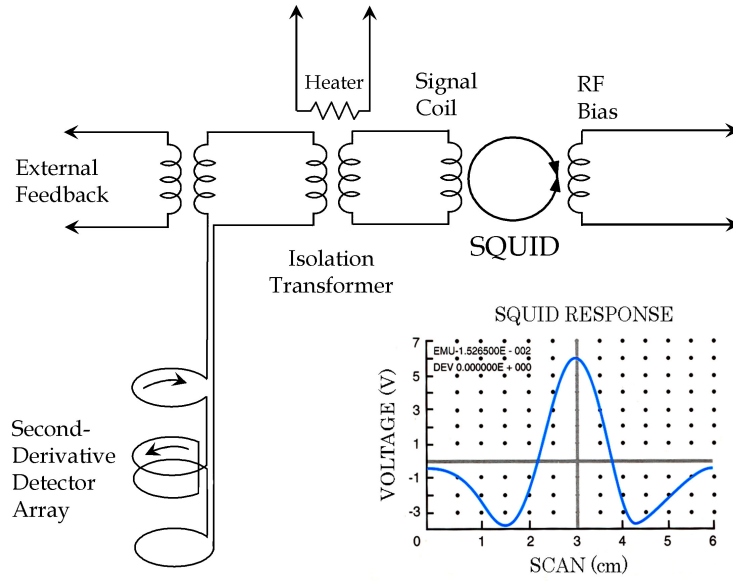 Heater
Signal
Coil
RF
Bias
External
Feedback
SQUID
Isolation
Transformer
Second-
Derivative
Detector
Array
SQUID RESPONSE
EMU-1.526500E - 002
DEV 0.000000E + 000
VOLTAGE (V)
7
5
3
1
-1
-3
0 1 2 3 4 5 6
SCAN (cm)